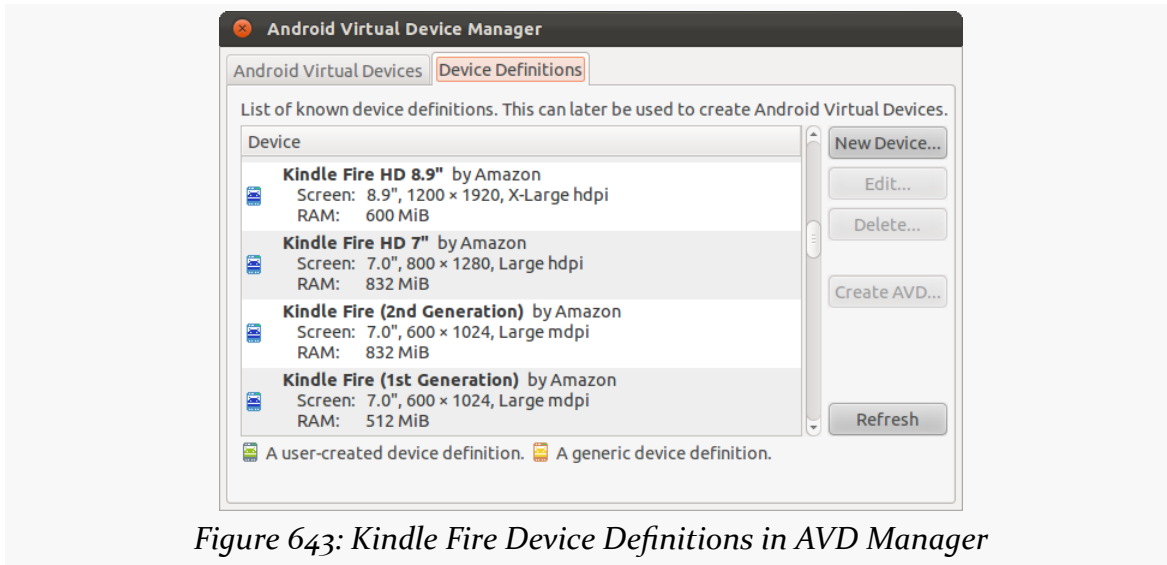 Android Virtual Device Manager
Android Virtual Devices Device Definitions
List of known device definitions. This can later be used to create Android Virtual Devices.
Device
New Device...
Kindle Fire HD 8.9" by Amazon
Screen: 8.9", 1200 × 1920, X-Large hdpi
RAM: 600 MiB
Edit...
Delete...
Kindle Fire HD 7" by Amazon
Screen: 7.0", 800 × 1280, Large hdpi
RAM: 832 MiB
Create AVD...
Kindle Fire (2nd Generation) by Amazon
Screen: 7.0", 600 × 1024, Large mdpi
RAM: 832 MiB
Kindle Fire (1st Generation) by Amazon
Screen: 7.0", 600 × 1024, Large mdpi
RAM: 512 MiB
Refresh
A user-created device definition. A generic device definition.
Figure 643: Kindle Fire Device Definitions in AVD Manager